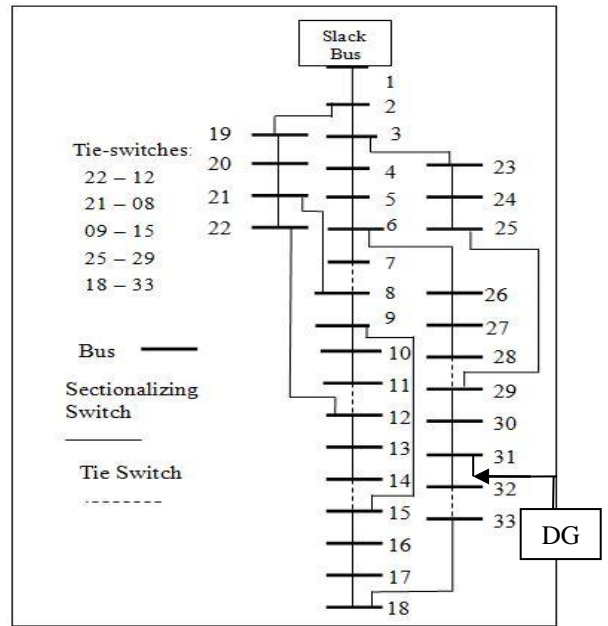 Slack
Bus
1
2
3
4
5
6
7
8
9
10
11
12
13
14
15
16
17
18
19
20
21
22
23
24
25
26
27
28
29
30
31
32
33
Tie-switches:
22 – 12
21 – 08
09 – 15
25 – 29
18 – 33
Bus
Sectionalizing
Switch
Tie Switch
DG